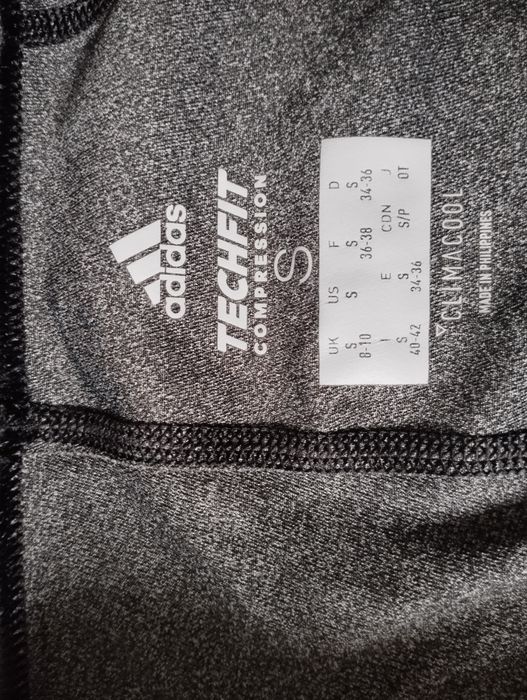 adidas
TECHFIT
COMPRESSION
S
UK US F D
S S S S
8-10 36-38 34-36
I E CDN J
S S S/P OT
40-42 34-36
CLIMACOOL
MADE IN PHILIPPINES